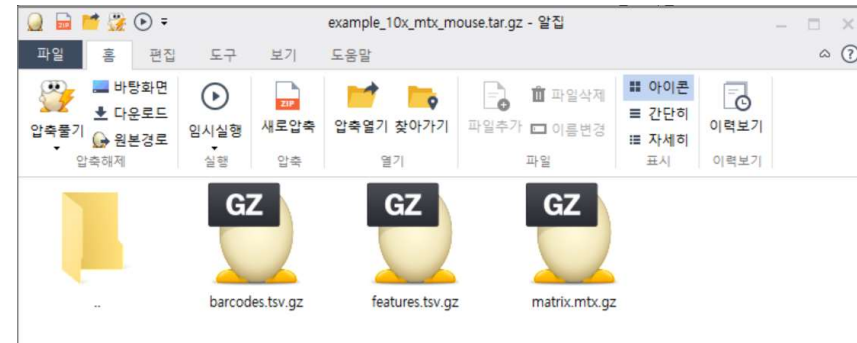 example_10x_mtx_mouse.tar.gz - 알집
파일 홈 편집 도구 보기 도움말
압축풀기
바탕화면
다운로드
원본경로
압축해제
임시실행
실행
ZIP
새로압축
압축
압축열기 찾아가기
열기
파일추가
파일삭제
이름변경
파일
아이콘
간단히
자세히
표시
이력보기
이력보기
GZ GZ GZ
.. barcodes.tsv.gz features.tsv.gz matrix.mtx.gz